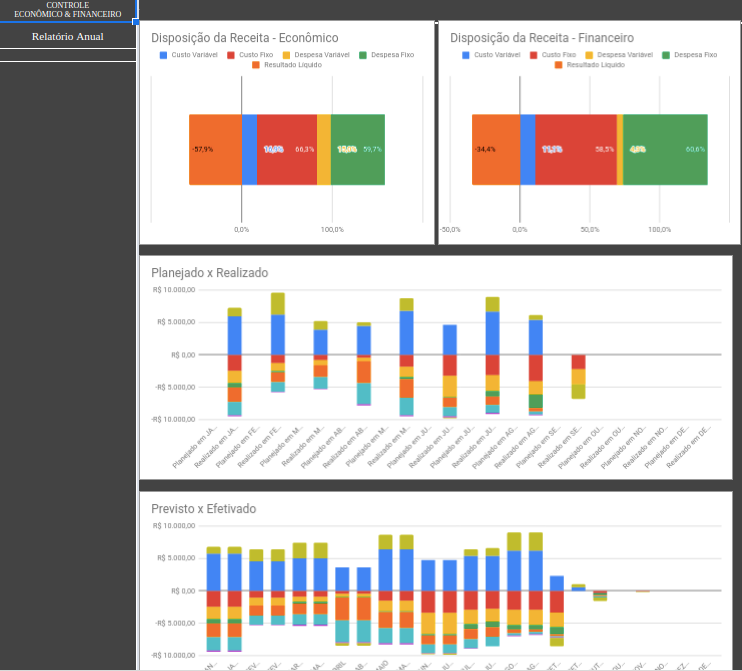 CONTROLE
ECONÔMICO & FINANCEIRO
Relatório Anual
Disposição da Receita - Econômico
Custo Variável Custo Fixo Despesa Variável Despesa Fixa
Resultado Líquido
-57,9% 66,3% 59,7%
0,0% 100,0%
Disposição da Receita - Financeiro
Custo Variável Custo Fixo Despesa Variável Despesa Fixa
Resultado Líquido
-34,4% 58,5% 60,6%
-50,0% 0,0% 50,0% 100,0%
Planejado x Realizado
R$ 10.000,00
R$ 5.000,00
R$ 0,00
-R$ 5.000,00
-R$ 10.000,00
Planejado em JA... Realizado em JA... Planejado em FE... Realizado em FE... Planejado em M... Realizado em M... Planejado em AB... Realizado em AB... Planejado em M... Realizado em M... Planejado em JU... Realizado em JU... Planejado em JU... Realizado em JU... Planejado em AG... Realizado em AG... Planejado em SE... Realizado em SE... Planejado em OU... Realizado em OU... Planejado em NO... Realizado em NO... Planejado em DE... Realizado em DE...
Previsto x Efetivado
R$ 10.000,00
R$ 5.000,00
R$ 0,00
-R$ 5.000,00
-R$ 10.000,00